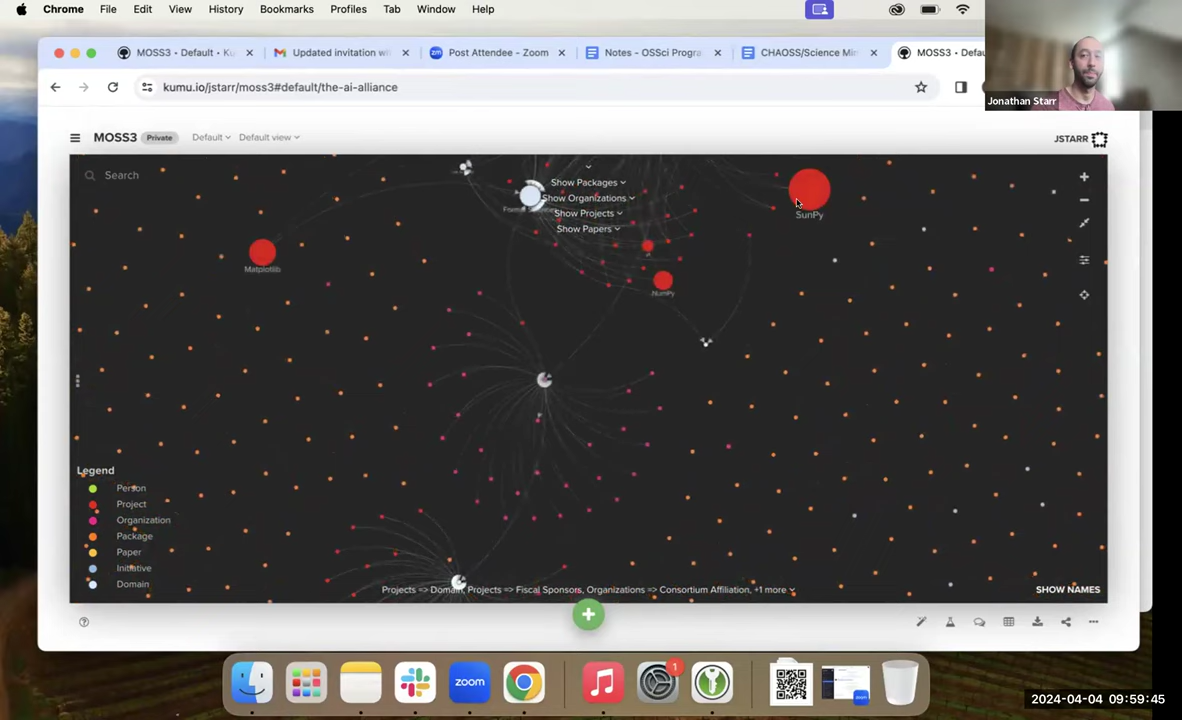 Chrome File Edit View History Bookmarks Profiles Tab Window Help
MOSS3 • Default • Ku
Updated invitation wi
Post Attendee - Zoom
Notes - OSSci Progra
CHAOSS/Science Mi
MOSS3 • Defau
kumu.io/jstarr/moss3#default/the-ai-alliance
Jonathan Starr
MOSS3 Private Default Default view
JSTARR
Search
Show Packages
Show Organizations
Show Projects
Show Papers
SunPy
Matplotlib
NumPy
Legend
Person
Project
Organization
Package
Paper
Initiative
Domain
Projects => Domain, Projects => Fiscal Sponsors, Organizations => Consortium Affiliation, +1 more
SHOW NAMES
zoom
1
2024-04-04 09:59:45